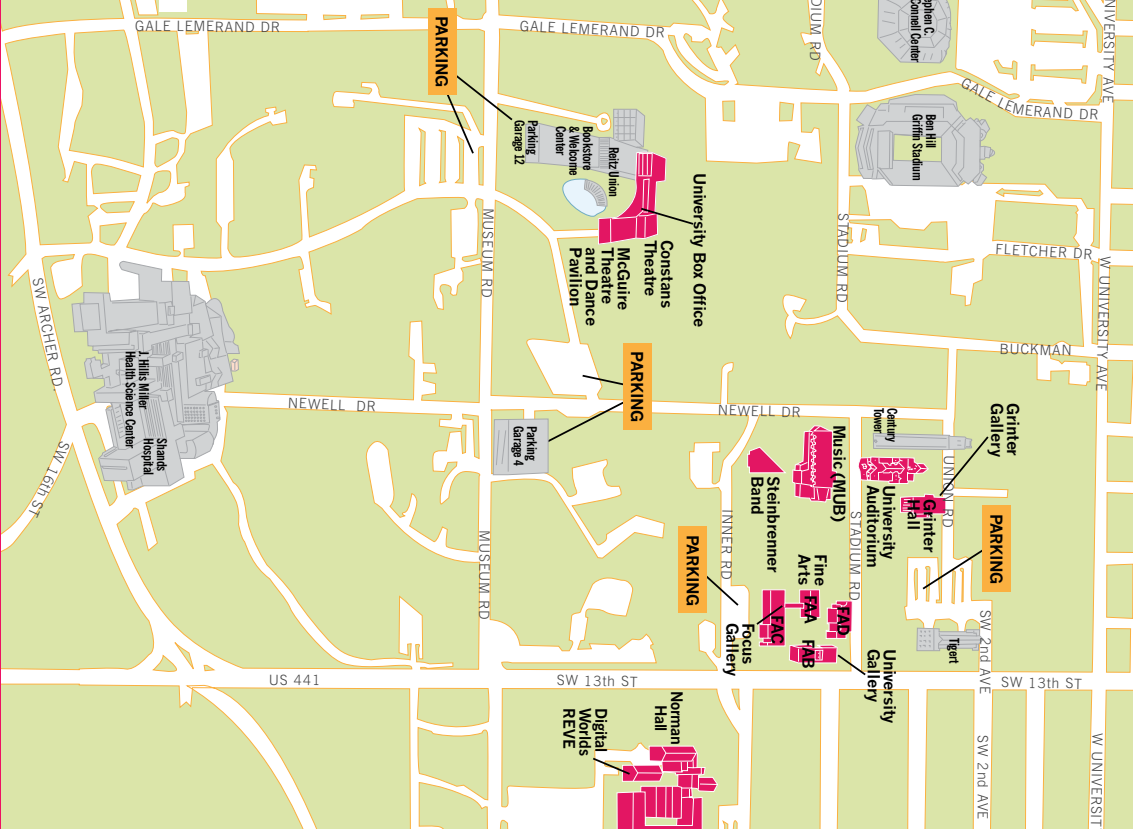 GALE LEMERAND DR
GALE LEMERAND DR
PARKING
STADIUM RD
Connell Center
W UNIVERSITY AVE
GALE LEMERAND DR
Ben Hill
Griffin Stadium
Parking
Garage 12
Bookstore
& Welcome
Center
Reitz Union
University Box Office
Constans
Theatre
McGuire
Theatre
and Dance
Pavilion
MUSEUM RD
STADIUM RD
FLETCHER DR
W UNIVERSITY AVE
BUCKMAN
SW ARCHER RD.
J. Hillis Miller
Health Science Center
Shands
Hospital
SW 16th ST
NEWELL DR
NEWELL DR
PARKING
Parking
Garage 4
Century
Tower
Grinter
Gallery
Music (MUB)
Steinbrenner
Band
University
Auditorium
Grinter
Hall
UNION RD
PARKING
STADIUM RD
INNER RD
PARKING
MUSEUM RD
Fine
Arts
FAA
FAD
FAC
FAB
Focus
Gallery
University
Gallery
Tigert
SW 2nd AVE
US 441
SW 13th ST
SW 13th ST
Norman
Hall
Digital
Worlds
REVE
SW 2nd AVE
W UNIVERSIT